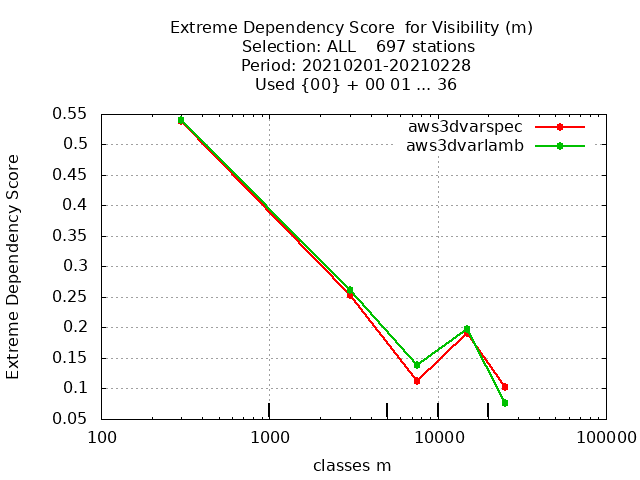 Extreme Dependency Score  for Visibility (m)
Selection: ALL    697 stations
Period: 20210201-20210228
Used {00} + 00 01 ... 36
aws3dvarspec
aws3dvarlamb
0.55
0.5
0.45
0.4
0.35
0.3
0.25
0.2
0.15
0.1
0.05
Extreme Dependency Score
100
1000
10000
100000
classes m